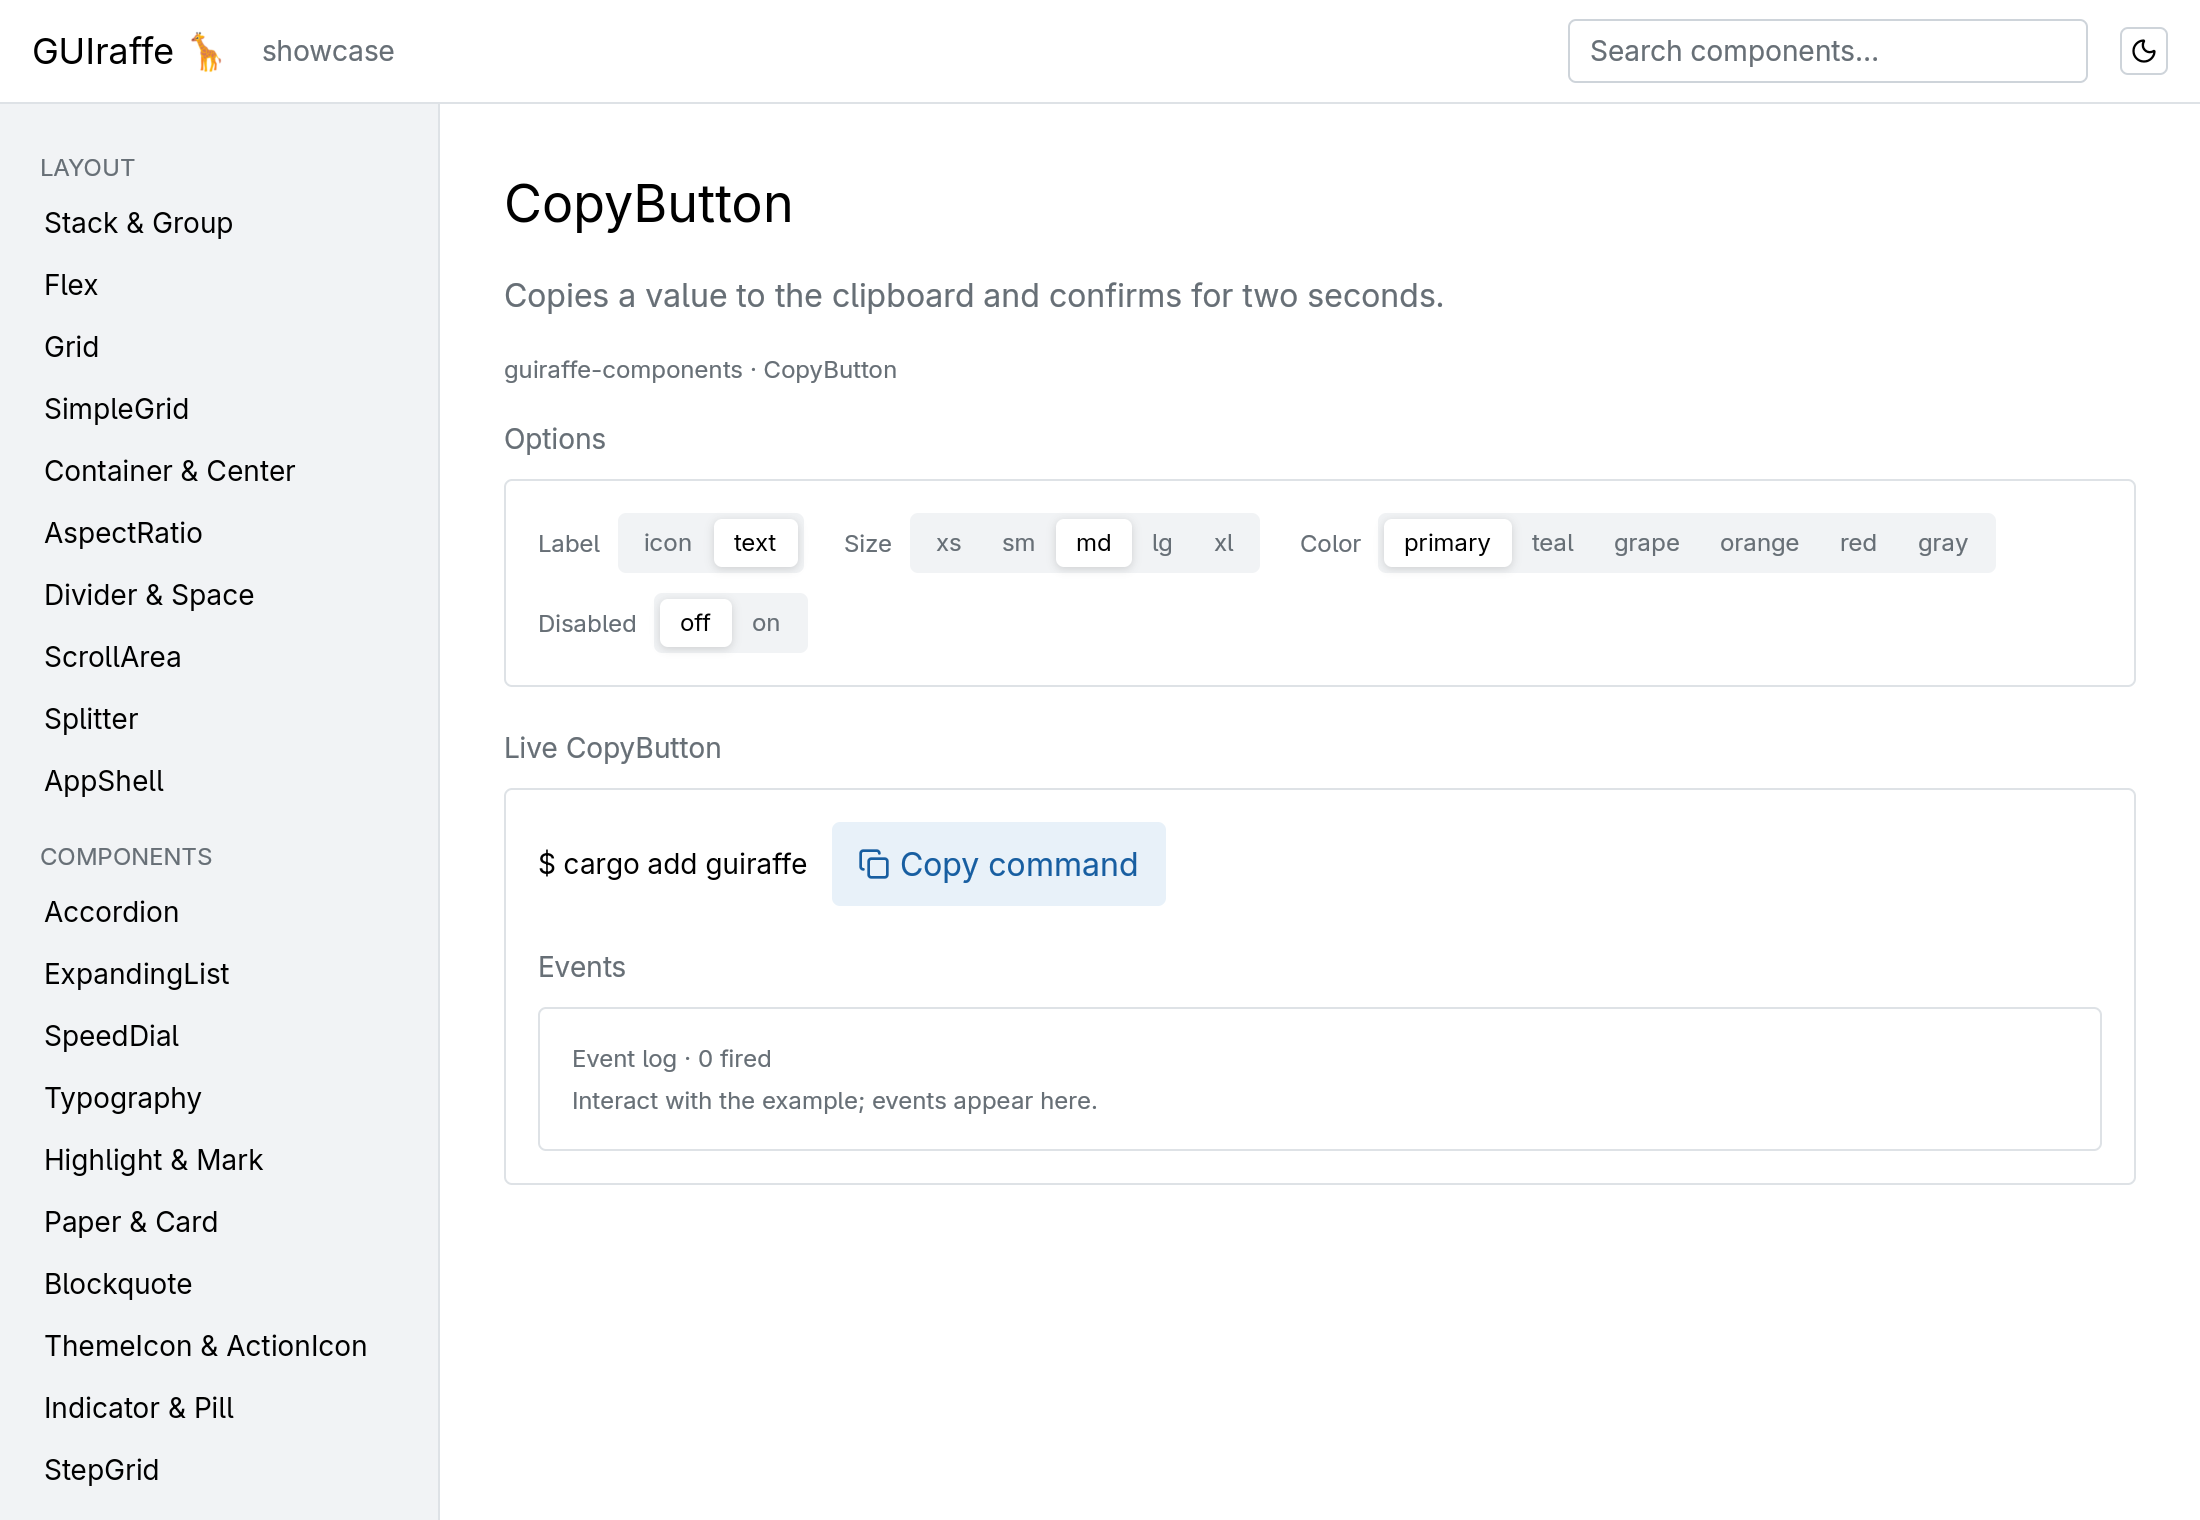 GUIraffe 🦒 showcase
Search components...
LAYOUT
Stack & Group
Flex
Grid
SimpleGrid
Container & Center
AspectRatio
Divider & Space
ScrollArea
Splitter
AppShell
COMPONENTS
Accordion
ExpandingList
SpeedDial
Typography
Highlight & Mark
Paper & Card
Blockquote
ThemeIcon & ActionIcon
Indicator & Pill
StepGrid
CopyButton
Copies a value to the clipboard and confirms for two seconds.
guiraffe-components · CopyButton
Options
Label icon text Size xs sm md lg xl Color primary teal grape orange red gray
Disabled off on
Live CopyButton
$ cargo add guiraffe Copy command
Events
Event log · 0 fired
Interact with the example; events appear here.